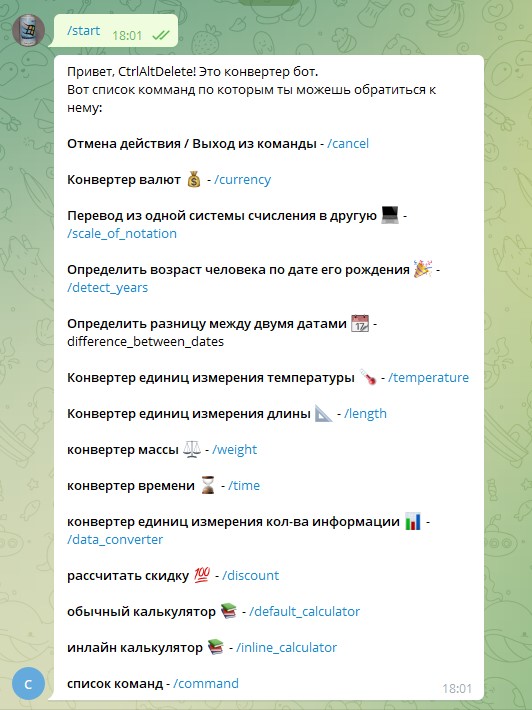 /start
18:01
Привет, CtrlAltDelete! Это конвертер бот.
Вот список комманд по которым ты можешь обратиться к
нему:
Отмена действия / Выход из команды - /cancel
Конвертер валют 💰 - /currency
Перевод из одной системы счисления в другую 💻 -
/scale_of_notation
Определить возраст человека по дате его рождения 🎉 -
/detect_years
Определить разницу между двумя датами 📅 -
difference_between_dates
Конвертер единиц измерения температуры 🌡 - /temperature
Конвертер единиц измерения длины 📐 - /length
конвертер массы ⚖ - /weight
конвертер времени ⏳ - /time
конвертер единиц измерения кол-ва информации 📊 -
/data_converter
рассчитать скидку 💯 - /discount
обычный калькулятор 📚 - /default_calculator
инлайн калькулятор 📚 - /inline_calculator
список команд - /command
C
18:01